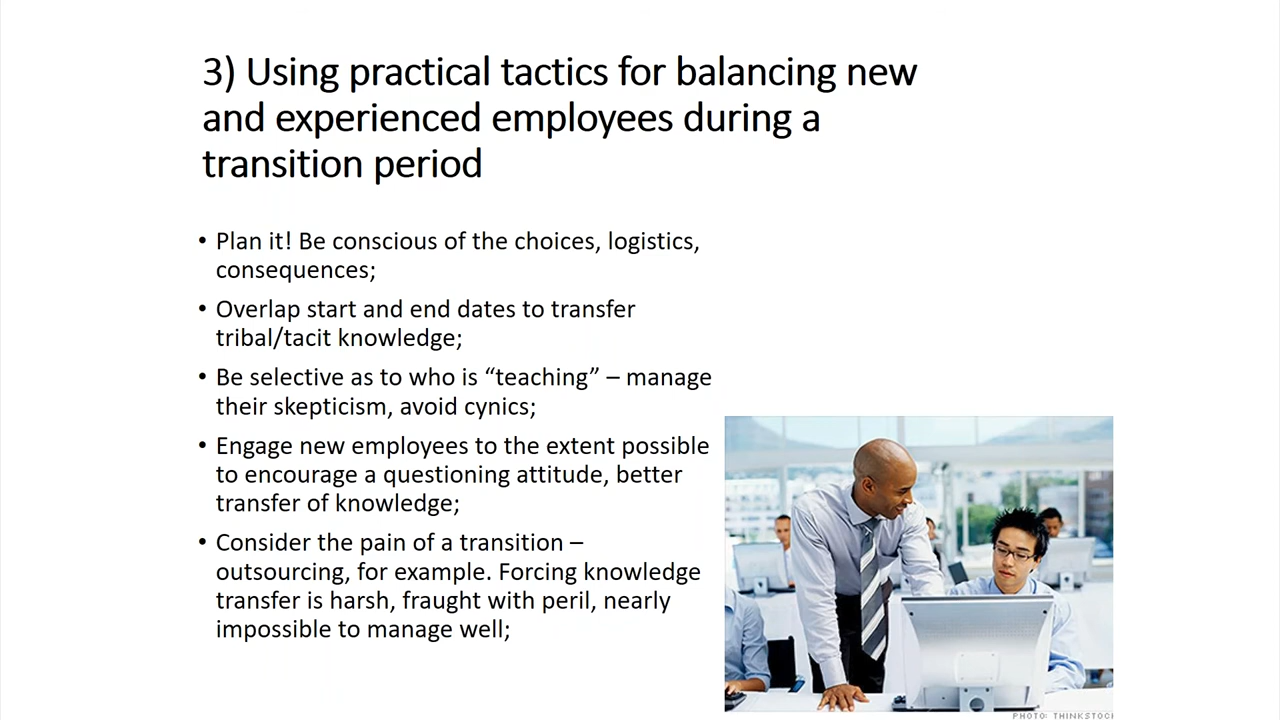 3) Using practical tactics for balancing new
and experienced employees during a
transition period
• Plan it! Be conscious of the choices, logistics,
consequences;
• Overlap start and end dates to transfer
tribal/tacit knowledge;
• Be selective as to who is “teaching” – manage
their skepticism, avoid cynics;
• Engage new employees to the extent possible
to encourage a questioning attitude, better
transfer of knowledge;
• Consider the pain of a transition –
outsourcing, for example. Forcing knowledge
transfer is harsh, fraught with peril, nearly
impossible to manage well;
PHOTO: THINKSTOCK